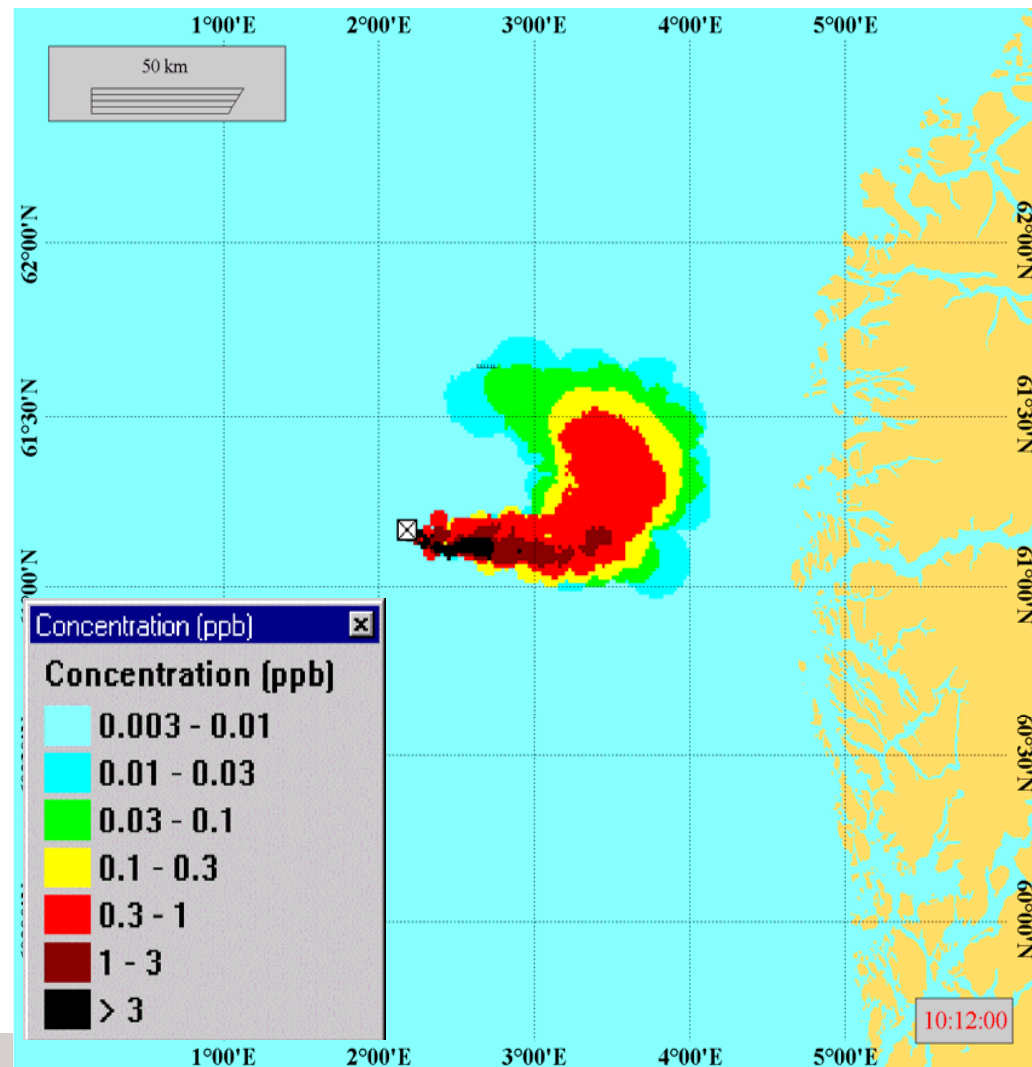 1°00'E 2°00'E 3°00'E 4°00'E 5°00'E
50 km
62°00'N 62°00'N
61°30'N 61°30'N
61°00'N
60°30'N
60°00'N
Concentration (ppb)
Concentration (ppb)
0.003 - 0.01
0.01 - 0.03
0.03 - 0.1
0.1 - 0.3
0.3 - 1
1 - 3
> 3
10:12:00
1°00'E 2°00'E 3°00'E 4°00'E 5°00'E